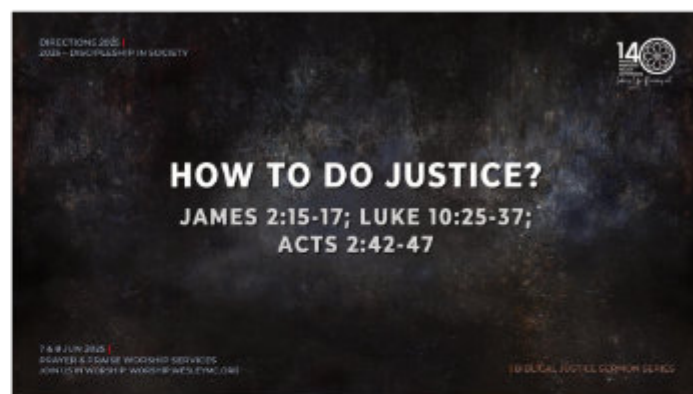 DIRECTIONS 2025 |
2025 – DISCIPLESHIP IN SOCIETY
140
HOW TO DO JUSTICE?
JAMES 2:15-17; LUKE 10:25-37;
ACTS 2:42-47
7 & 8 JUN 2025 |
PRAYER & PRAISE WORSHIP SERVICES
JOIN US IN WORSHIP: WORSHIP.WESLEYMC.ORG
| BIBLICAL JUSTICE SERMON SERIES